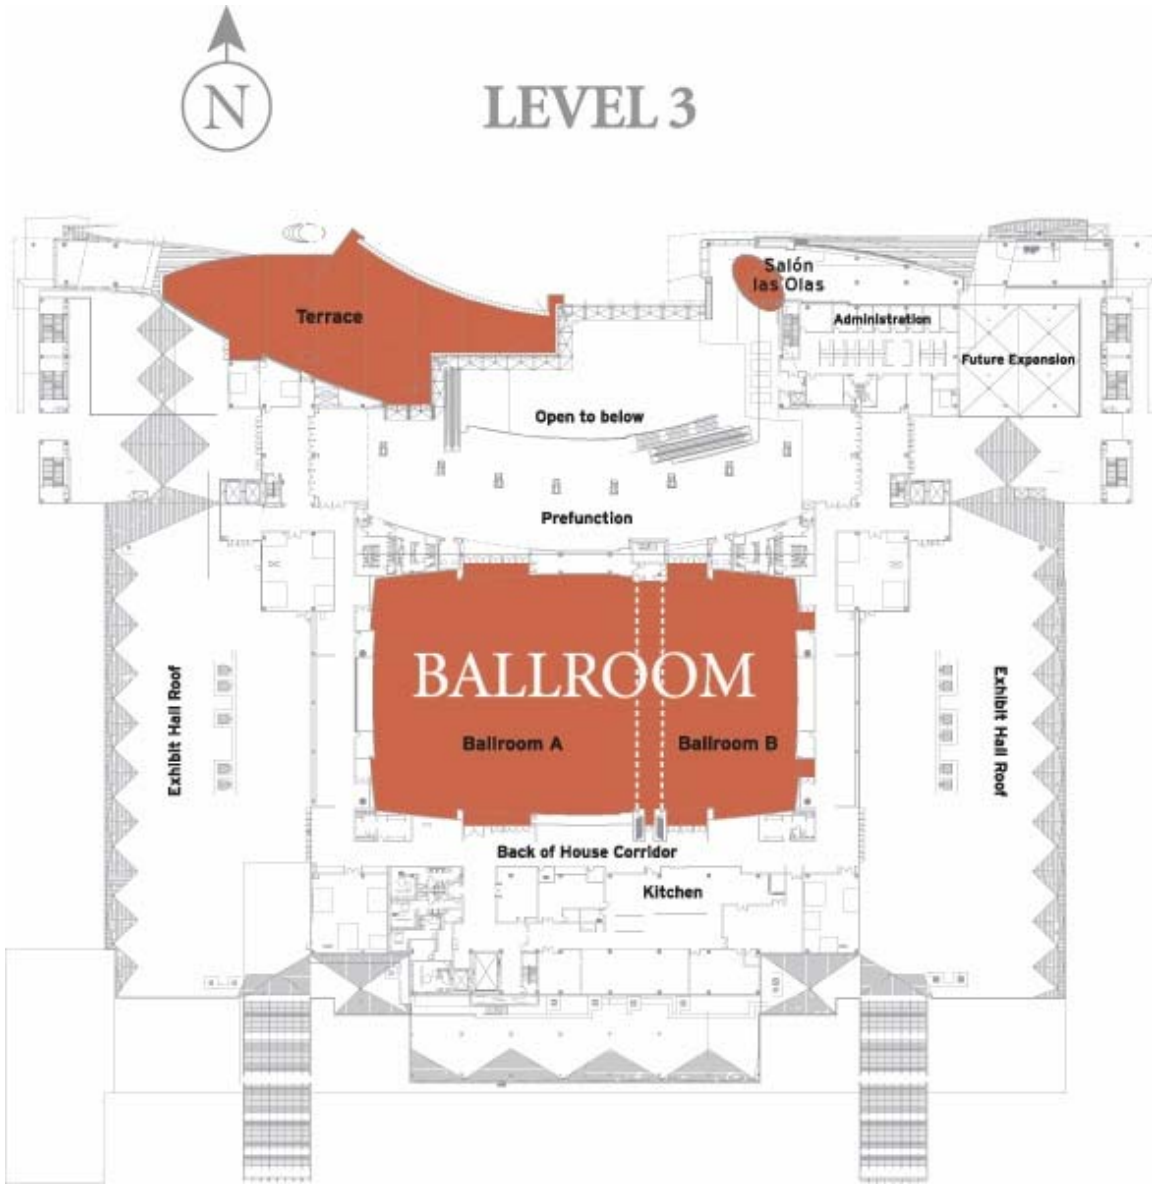 N
LEVEL 3
Salón
las Olas
Terrace
Administration
Future Expansion
Open to below
Prefunction
BALLROOM
Exhibit Hall Roof
Exhibit Hall Roof
Ballroom A
Ballroom B
Back of House Corridor
Kitchen